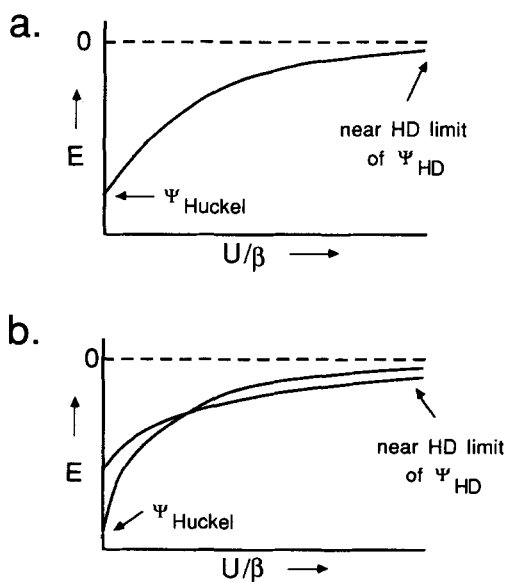 a.
0
E
near HD limit
of Ψ HD
Ψ Huckel
U/β
b.
0
E
near HD limit
of Ψ HD
Ψ Huckel
U/β